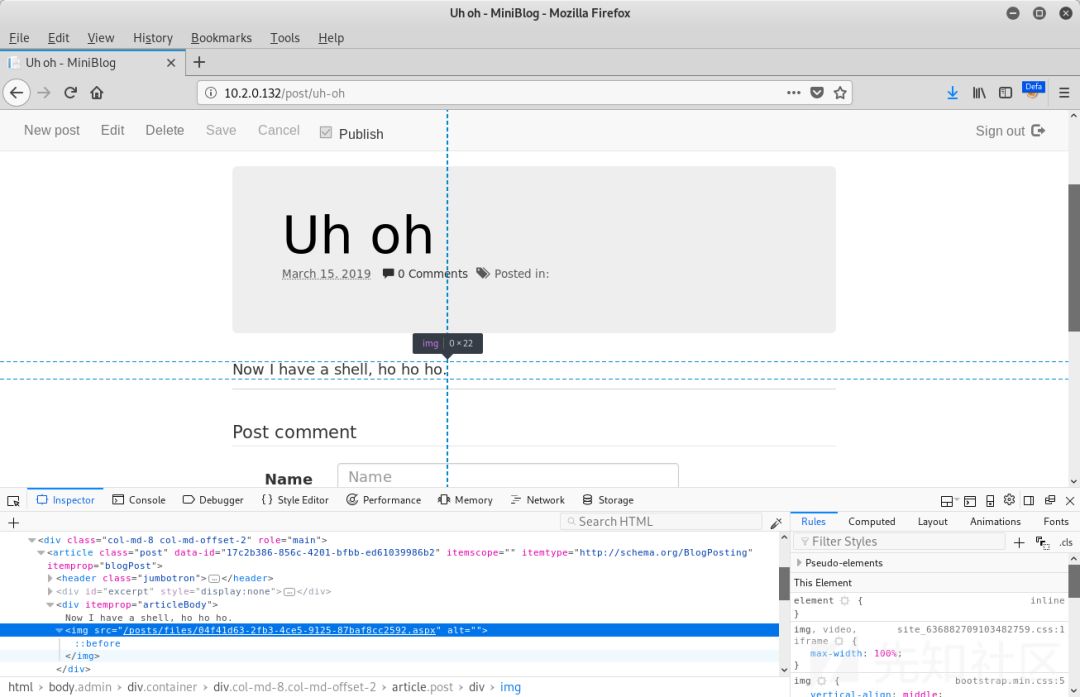 Uh oh - MiniBlog - Mozilla Firefox
File Edit View History Bookmarks Tools Help
Uh oh - MiniBlog
10.2.0.132/post/uh-oh
Defa
New post Edit Delete Save Cancel Publish Sign out
Uh oh
March 15, 2019 0 Comments Posted in:
img 0 × 22
Now I have a shell, ho ho ho.
Post comment
Name Name
Inspector Console Debugger {} Style Editor Performance Memory Network Storage
+ Search HTML
Rules Computed Layout Animations Fonts
Filter Styles + .cls
<div class="col-md-8 col-md-offset-2" role="main">
<article class="post" data-id="17c2b386-856c-4201-bfbb-ed61039986b2" itemscope="" itemtype="http://schema.org/BlogPosting"
itemprop="blogPost">
<header class="jumbotron">…</header>
<div id="excerpt" style="display:none">…</div>
<div itemprop="articleBody">
Now I have a shell, ho ho ho.
<img src="/posts/files/04f41d63-2fb3-4ce5-9125-87baf8cc2592.aspx" alt="">
::before
</img>
</div>
Pseudo-elements
This Element
element { inline
}
img, video, site_636882709103482759.css:1
iframe {
max-width: 100%;
}
img { bootstrap.min.css:5
vertical-align: middle;
html › body.admin › div.container › div.col-md-8.col-md-offset-2 › article.post › div › img
先知社区